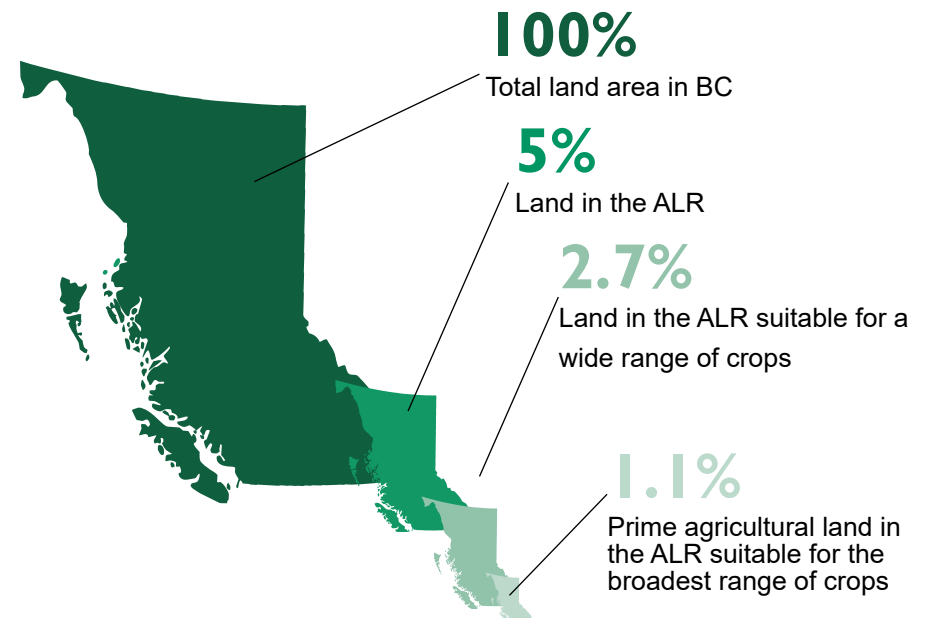 100%
Total land area in BC
5%
Land in the ALR
2.7%
Land in the ALR suitable for a
wide range of crops
1.1%
Prime agricultural land in
the ALR suitable for the
broadest range of crops